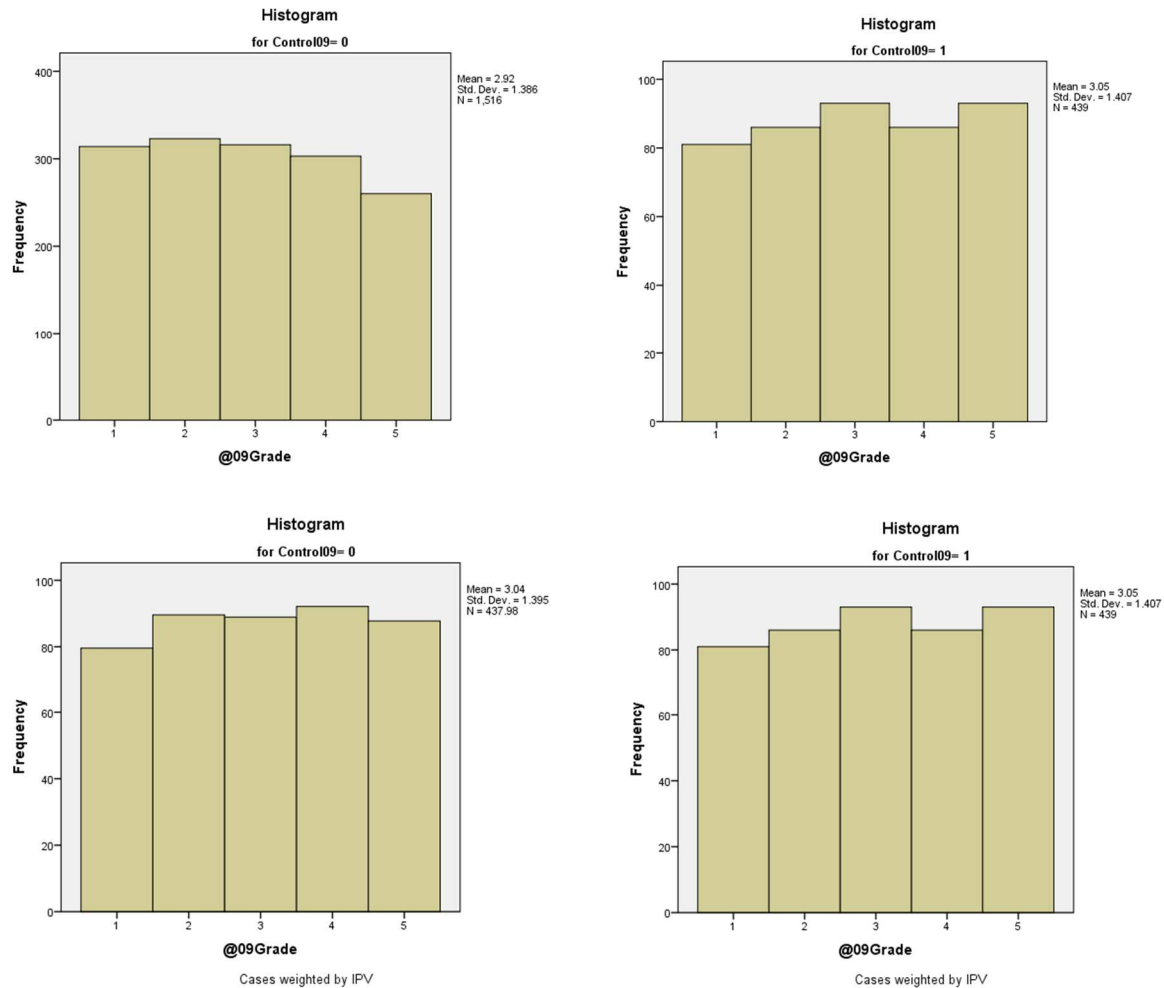 Histogram
for Control09= 0
Mean = 2.92
Std. Dev. = 1.386
N = 1,516
400
300
200
100
0
Frequency
1 2 3 4 5
@09Grade
Histogram
for Control09= 1
Mean = 3.05
Std. Dev. = 1.407
N = 439
100
80
60
40
20
0
Frequency
1 2 3 4 5
@09Grade
Histogram
for Control09= 0
Mean = 3.04
Std. Dev. = 1.395
N = 437.98
100
80
60
40
20
0
Frequency
1 2 3 4 5
@09Grade
Cases weighted by IPV
Histogram
for Control09= 1
Mean = 3.05
Std. Dev. = 1.407
N = 439
100
80
60
40
20
0
Frequency
1 2 3 4 5
@09Grade
Cases weighted by IPV